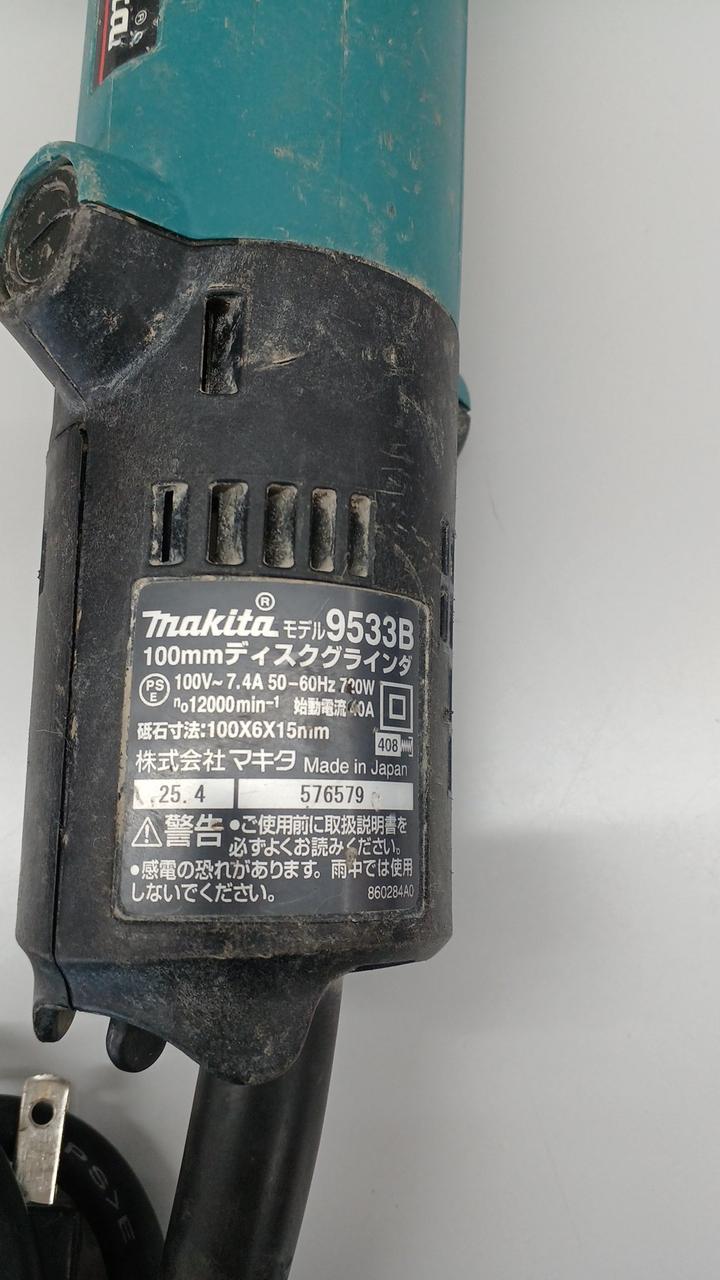 ®
makita® モデル9533B
100mmディスクグラインダ
PS E 100V~ 7.4A 50-60Hz 720W
n₀12000min⁻¹ 始動電流40A
砥石寸法:100X6X15mm
408
株式会社マキタ Made in Japan
25.4 576579
警告 •ご使用前に取扱説明書を
必ずよくお読みください。
•感電の恐れがあります。雨中では使用
しないでください。
860284A0
PS>E